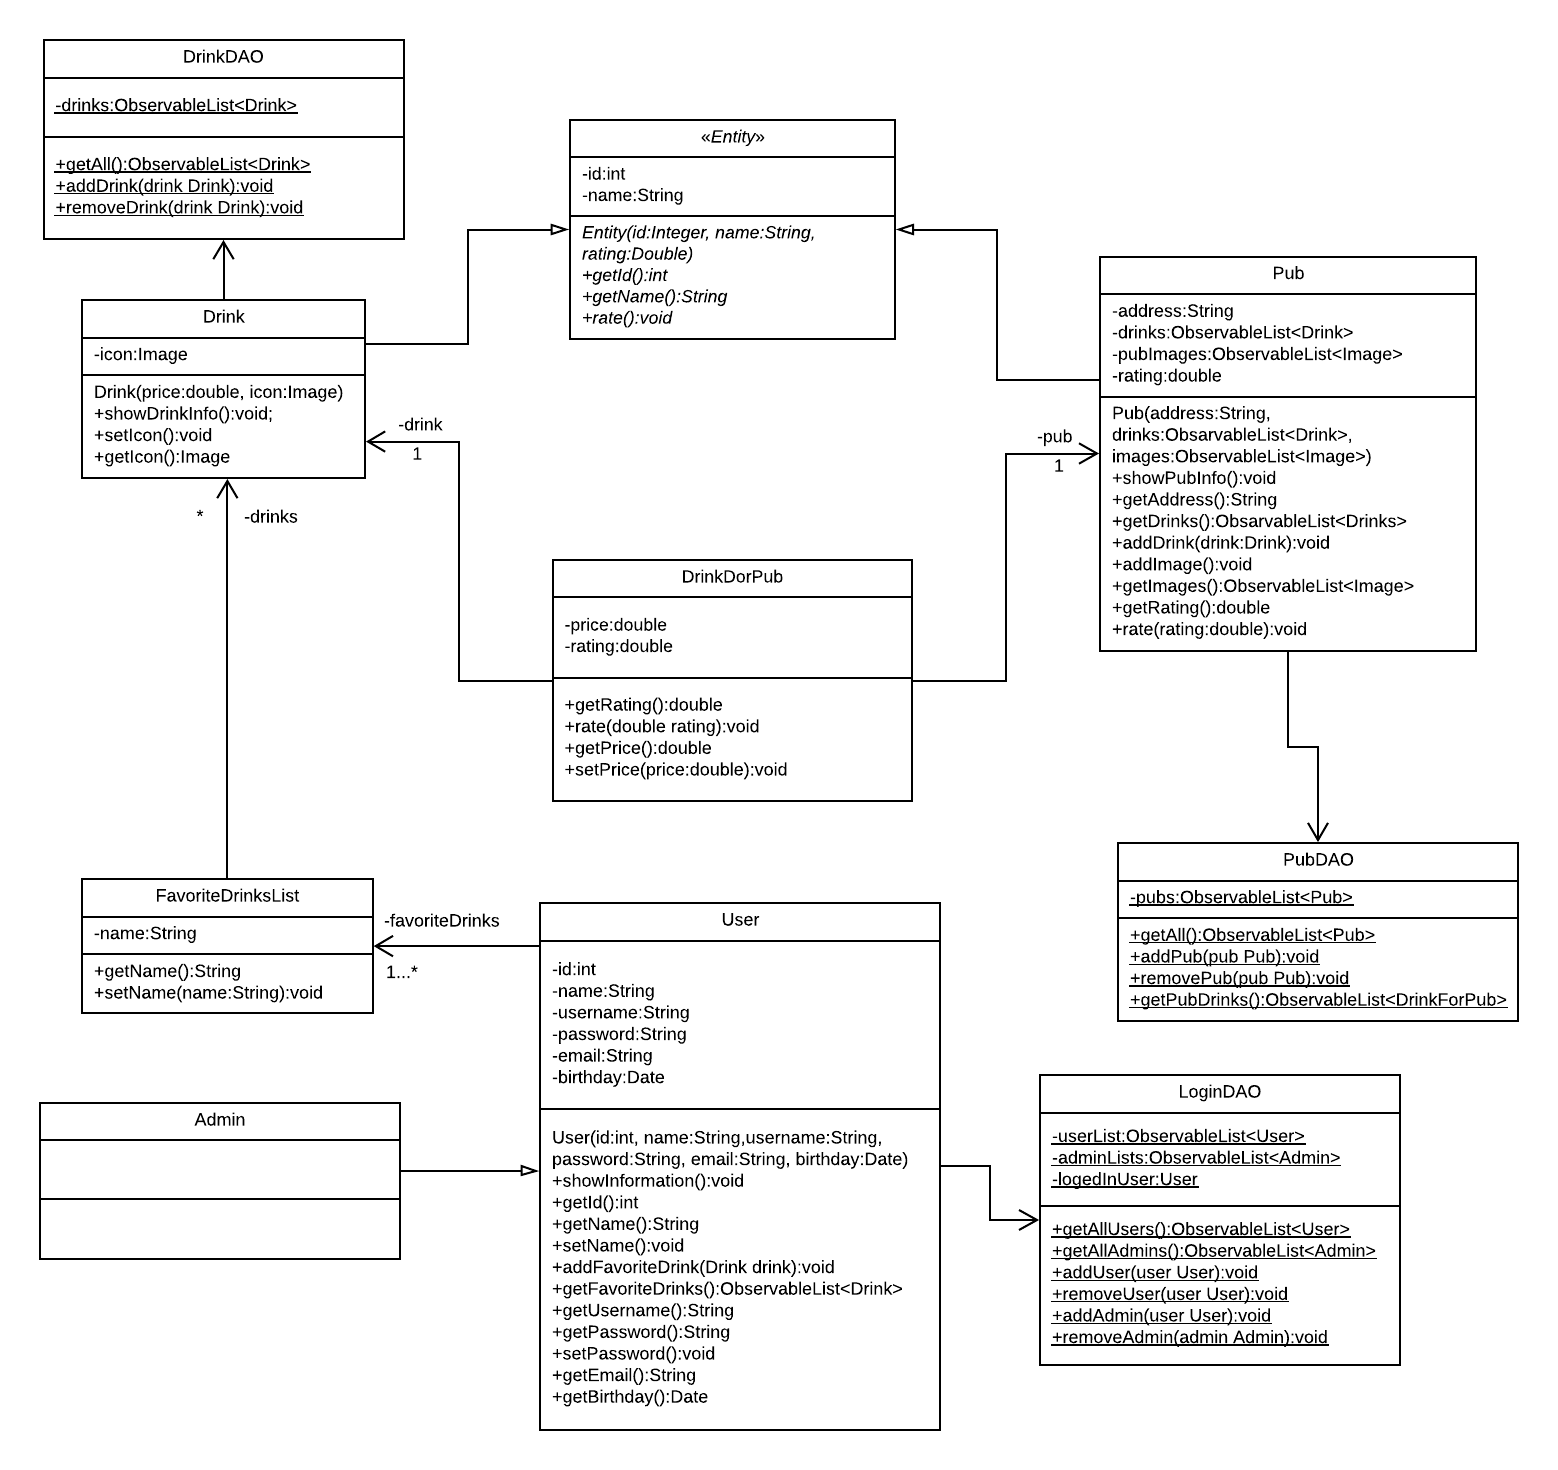 DrinkDAO
-drinks:ObservableList<Drink>
+getAll():ObservableList<Drink>
+addDrink(drink Drink):void
+removeDrink(drink Drink):void
«Entity»
-id:int
-name:String
Entity(id:Integer, name:String,
rating:Double)
+getId():int
+getName():String
+rate():void
Pub
-address:String
-drinks:ObservableList<Drink>
-pubImages:ObservableList<Image>
-rating:double
Pub(address:String,
drinks:ObsarvableList<Drink>,
images:ObservableList<Image>)
+showPubInfo():void
+getAddress():String
+getDrinks():ObsarvableList<Drinks>
+addDrink(drink:Drink):void
+addImage():void
+getImages():ObservableList<Image>
+getRating():double
+rate(rating:double):void
Drink
-icon:Image
Drink(price:double, icon:Image)
+showDrinkInfo():void;
+setIcon():void
+getIcon():Image
-drink
1
-pub
1
*
-drinks
DrinkDorPub
-price:double
-rating:double
+getRating():double
+rate(double rating):void
+getPrice():double
+setPrice(price:double):void
PubDAO
-pubs:ObservableList<Pub>
+getAll():ObservableList<Pub>
+addPub(pub Pub):void
+removePub(pub Pub):void
+getPubDrinks():ObservableList<DrinkForPub>
FavoriteDrinksList
-name:String
+getName():String
+setName(name:String):void
-favoriteDrinks
1...*
User
-id:int
-name:String
-username:String
-password:String
-email:String
-birthday:Date
User(id:int, name:String,username:String,
password:String, email:String, birthday:Date)
+showInformation():void
+getId():int
+getName():String
+setName():void
+addFavoriteDrink(Drink drink):void
+getFavoriteDrinks():ObservableList<Drink>
+getUsername():String
+getPassword():String
+setPassword():void
+getEmail():String
+getBirthday():Date
Admin
LoginDAO
-userList:ObservableList<User>
-adminLists:ObservableList<Admin>
-logedInUser:User
+getAllUsers():ObservableList<User>
+getAllAdmins():ObservableList<Admin>
+addUser(user User):void
+removeUser(user User):void
+addAdmin(user User):void
+removeAdmin(admin Admin):void